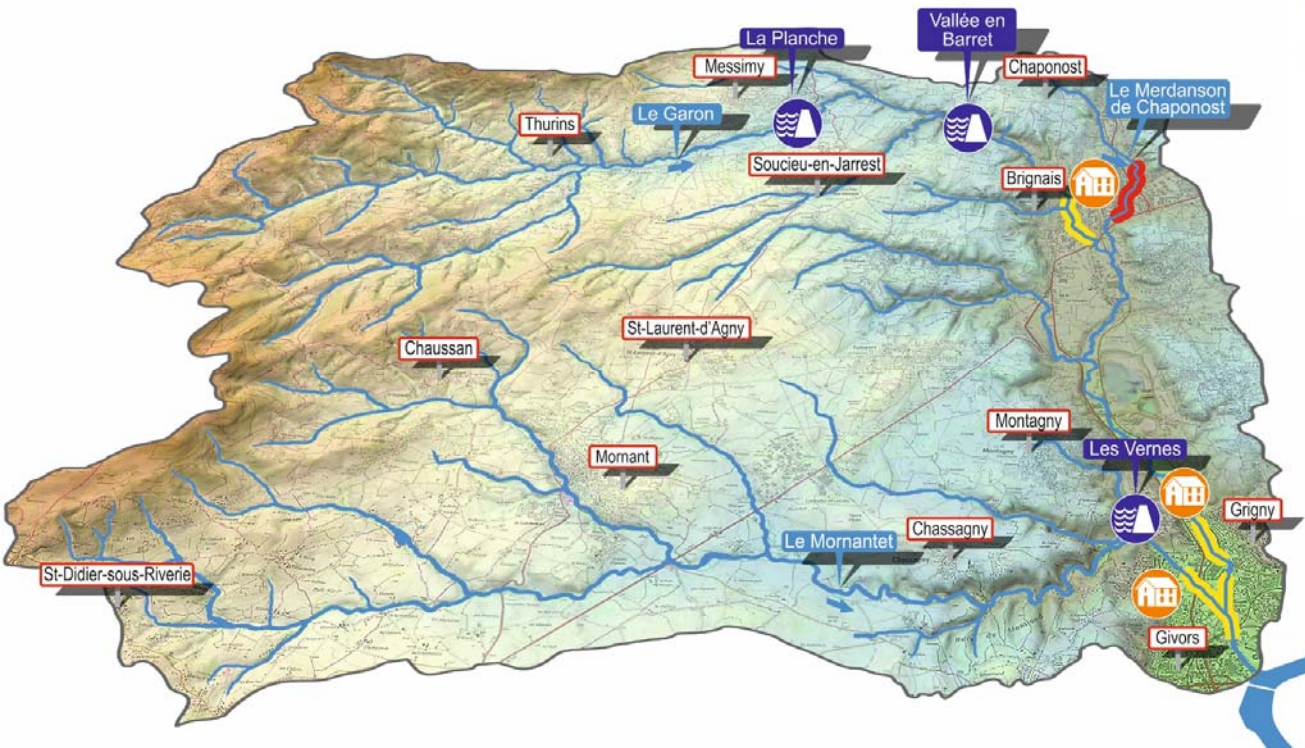 La Planche
Vallée en
Barret
Messimy
Chaponost
Le Merdanson
de Chaponost
Thurins
Le Garon
Soucieu-en-Jarrest
Brignais
St-Laurent-d'Agny
Chaussan
Montagny
Les Vernes
Mornant
Grigny
Chassagny
Le Mornantet
St-Didier-sous-Riverie
Givors